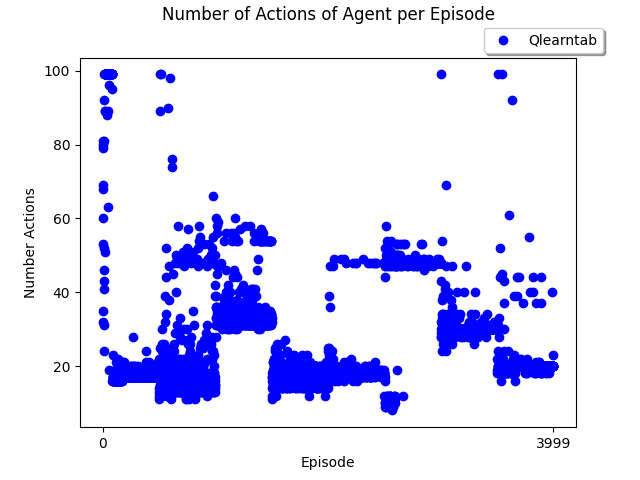 Number of Actions of Agent per Episode
Qlearntab
100
80
60
40
20
Number Actions
0
3999
Episode